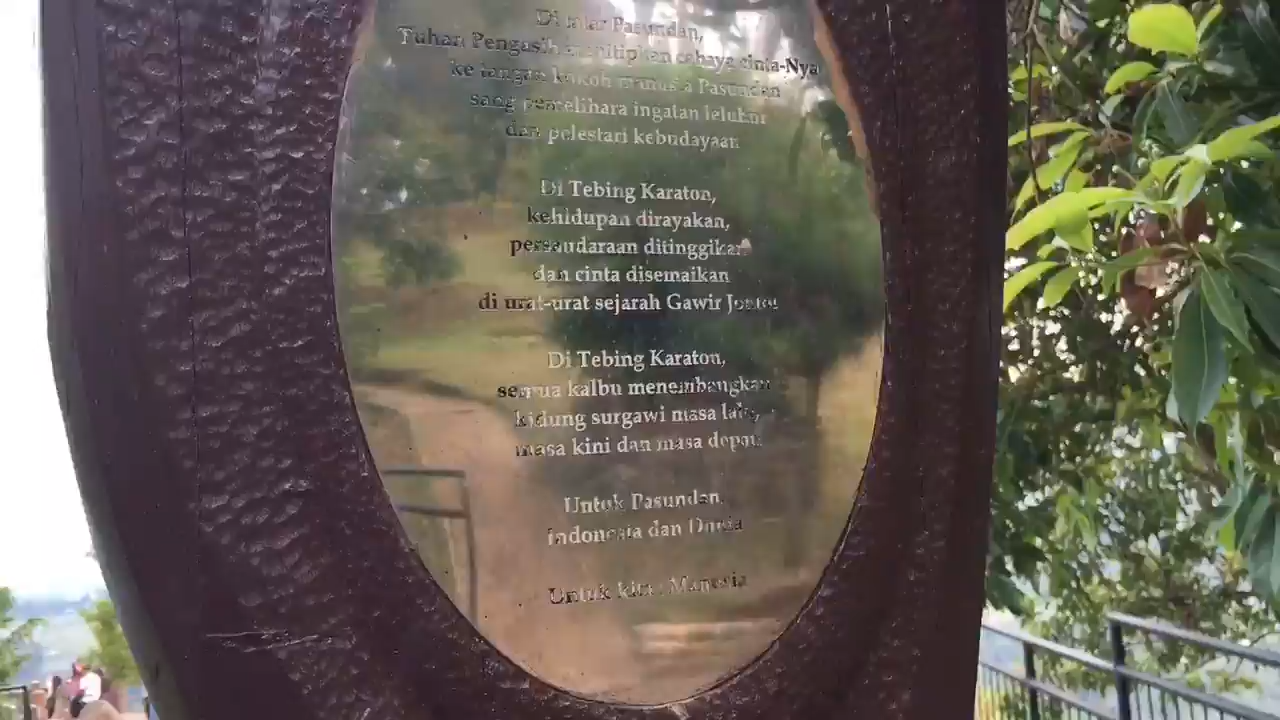 Di altar Pasundan,
Tuhan Pengasih menitipkan cahaya cinta-Nya
ke tangan kokoh manusia Pasundan
sang pemelihara ingatan leluhur
dan pelestari kebudayaan
Di Tebing Karaton,
kehidupan dirayakan,
persaudaraan ditinggikan
dan cinta disemaikan
di urat-urat sejarah Gawir
Di Tebing Karaton,
semua kalbu menembangkan
kidung surgawi masa lalu,
masa kini dan masa depan.
Untuk Pasundan,
Indonesia dan Dunia
Untuk kita: Manusia